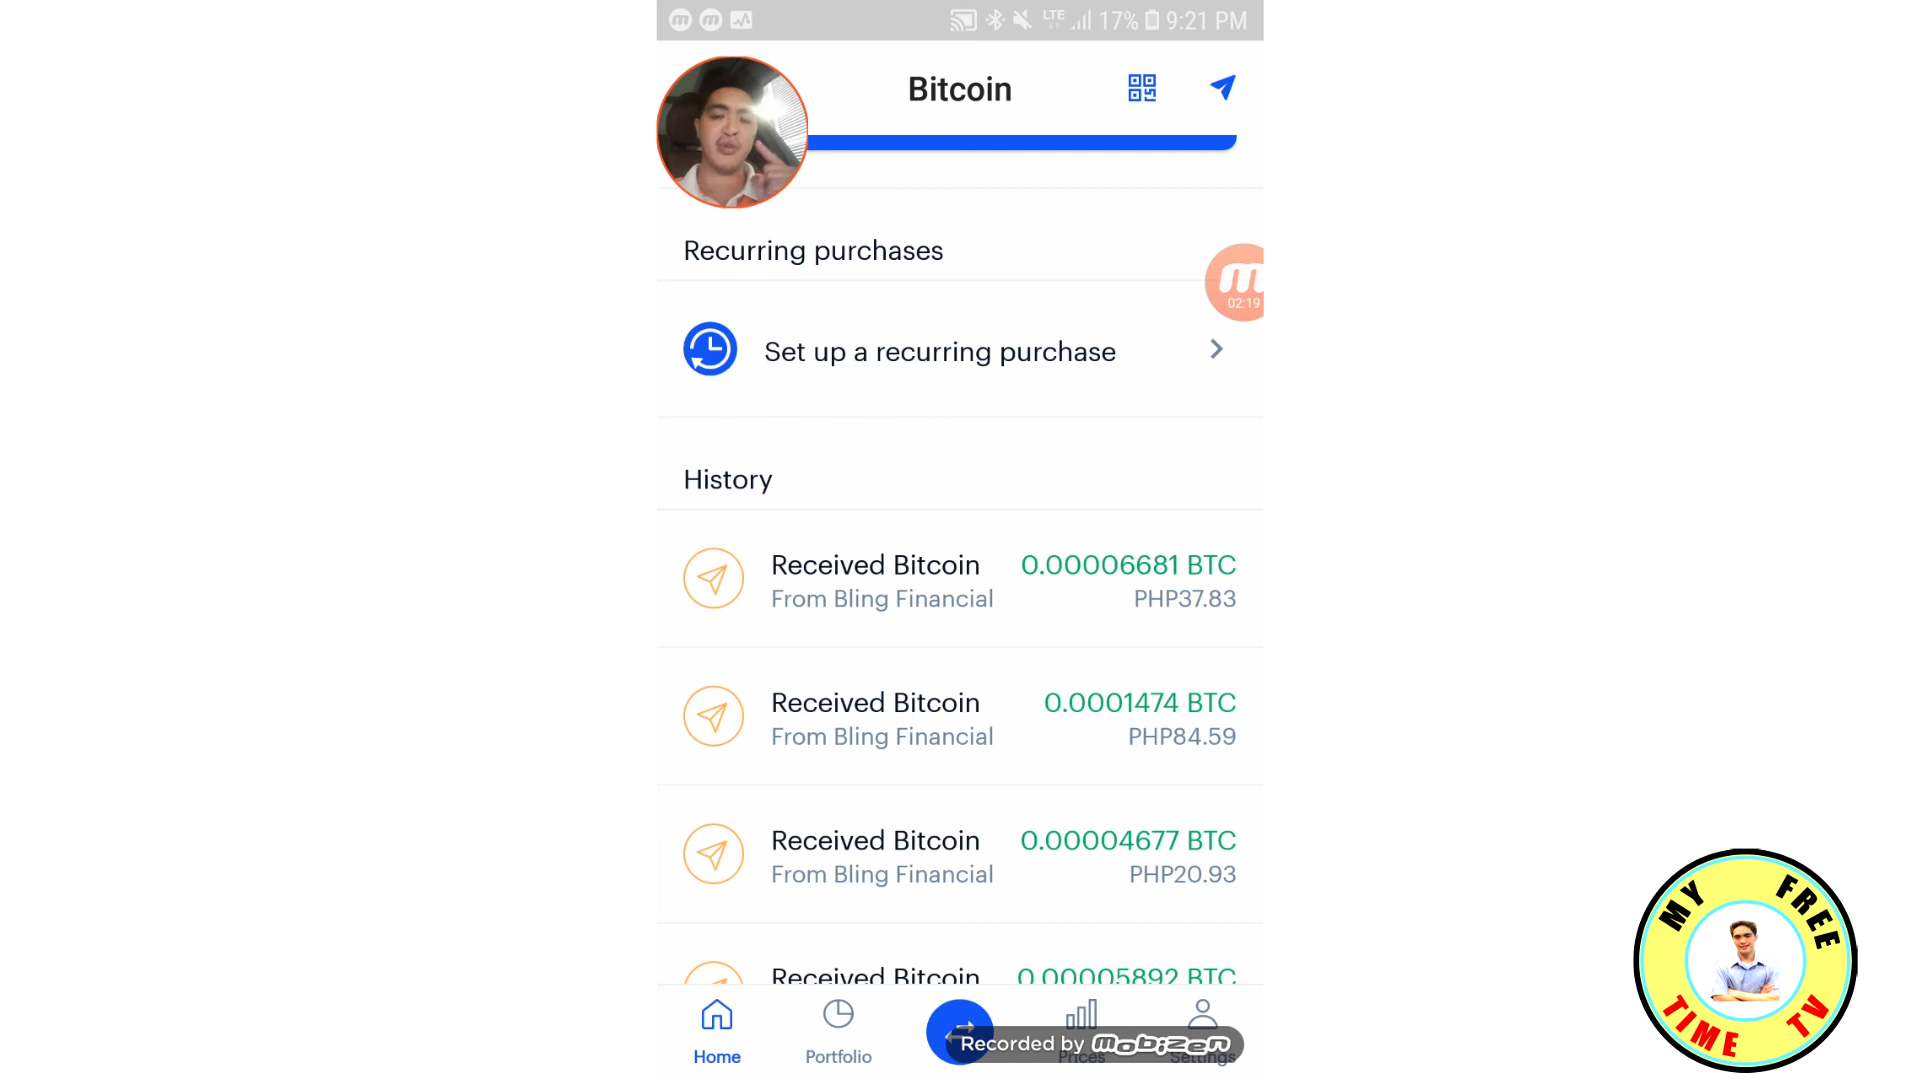 LTE 17% 9:21 PM
Bitcoin
Recurring purchases
02:19
Set up a recurring purchase
History
Received Bitcoin 0.00006681 BTC
From Bling Financial PHP37.83
Received Bitcoin 0.0001474 BTC
From Bling Financial PHP84.59
Received Bitcoin 0.00004677 BTC
From Bling Financial PHP20.93
Received Bitcoin 0.00005892 BTC
Recorded by mobizen
Home Portfolio Prices Settings
MY FREE
TIME TV